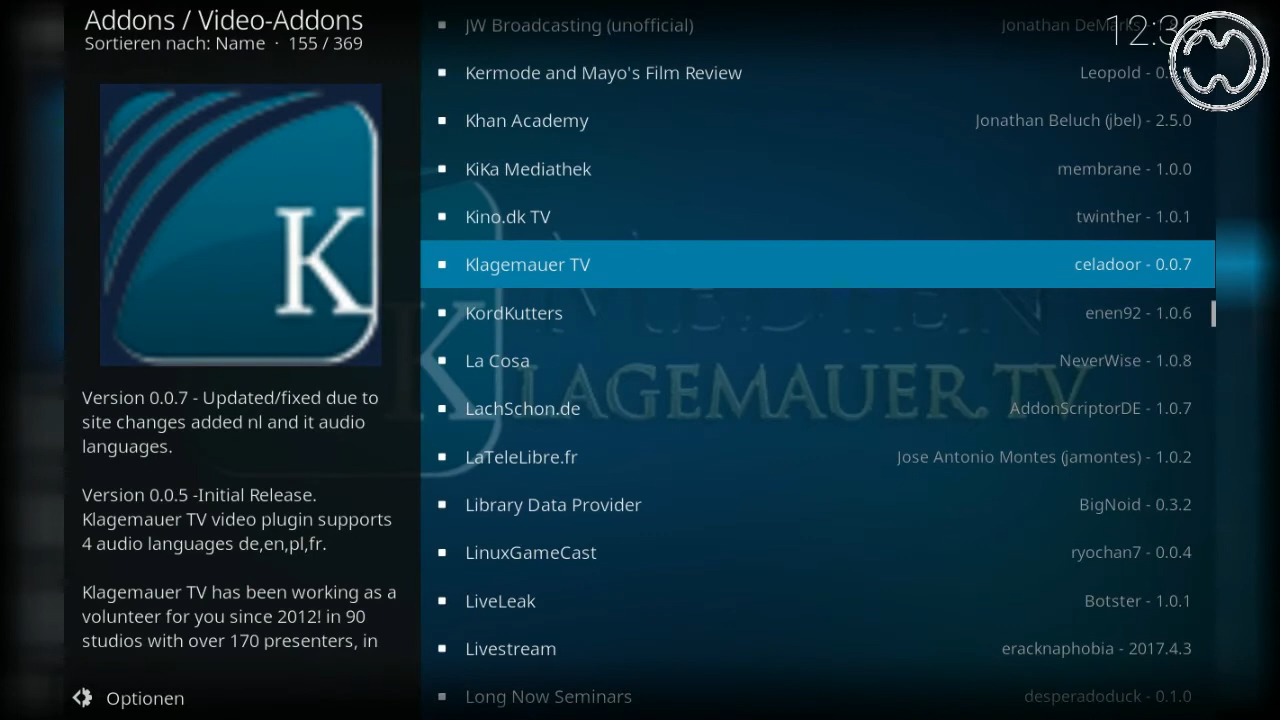 Addons / Video-Addons
Sortieren nach: Name · 155 / 369
12:3
K
Version 0.0.7 - Updated/fixed due to
site changes added nl and it audio
languages.
Version 0.0.5 -Initial Release.
Klagemauer TV video plugin supports
4 audio languages de,en,pl,fr.
Klagemauer TV has been working as a
volunteer for you since 2012! in 90
studios with over 170 presenters, in
Optionen
JW Broadcasting (unofficial) Jonathan DeMarks
Kermode and Mayo's Film Review Leopold - 0.
Khan Academy Jonathan Beluch (jbel) - 2.5.0
KiKa Mediathek membrane - 1.0.0
Kino.dk TV twinther - 1.0.1
Klagemauer TV celadoor - 0.0.7
KordKutters enen92 - 1.0.6
La Cosa NeverWise - 1.0.8
LachSchon.de AddonScriptorDE - 1.0.7
LaTeleLibre.fr Jose Antonio Montes (jamontes) - 1.0.2
Library Data Provider BigNoid - 0.3.2
LinuxGameCast ryochan7 - 0.0.4
LiveLeak Botster - 1.0.1
Livestream eracknaphobia - 2017.4.3
Long Now Seminars desperadoduck - 0.1.0
K
KLAGEMAUER.TV